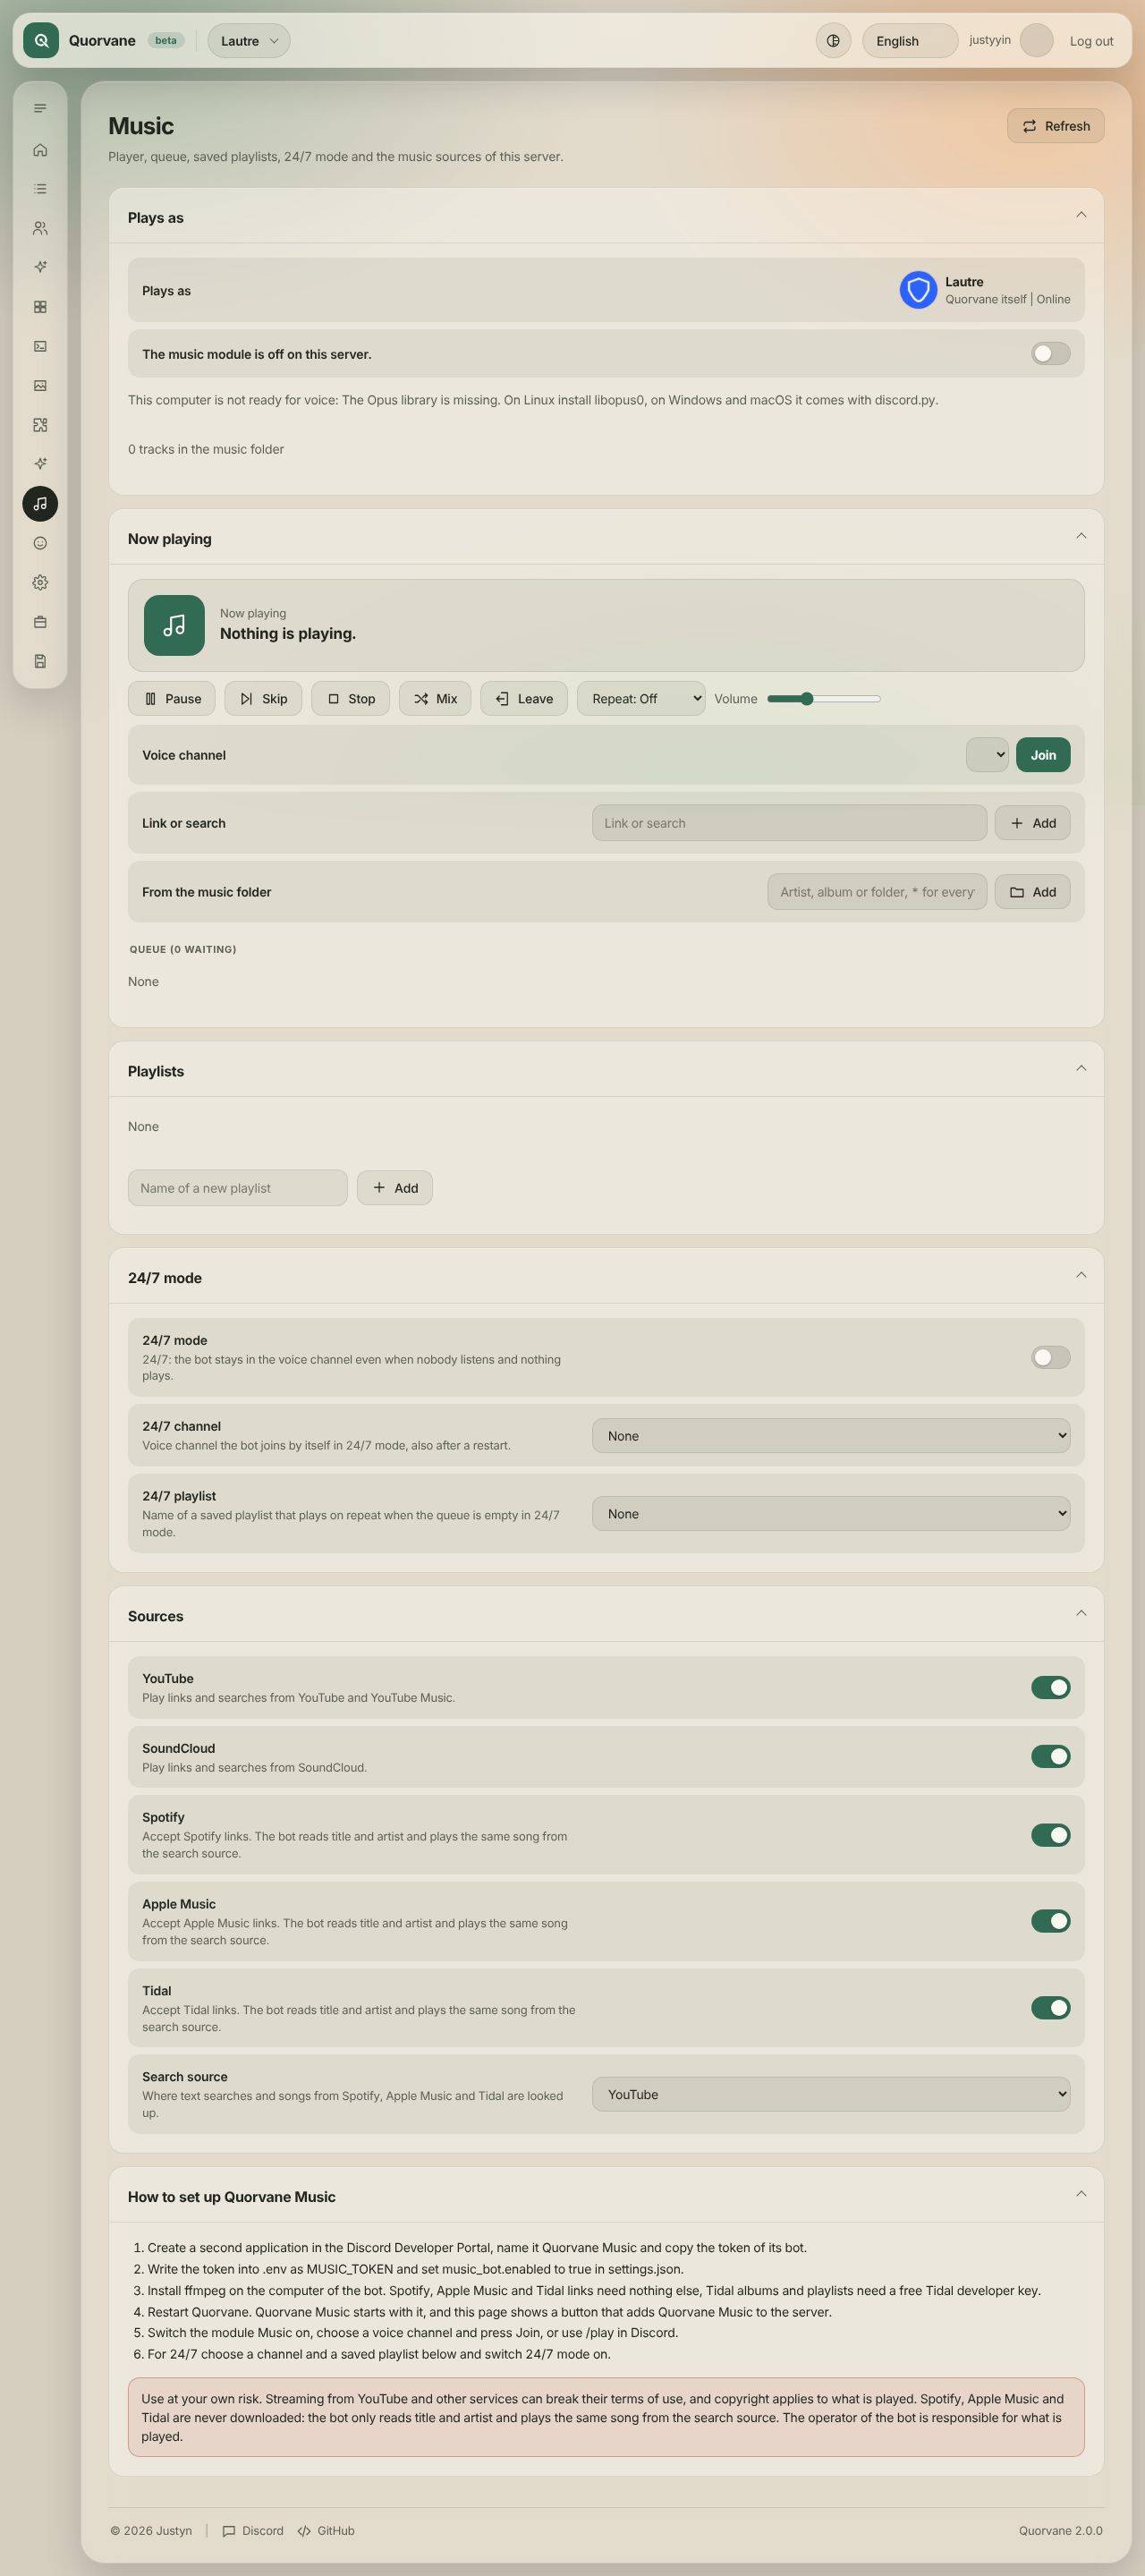 Quorvane beta Lautre English justyyin Log out
Music
Refresh
Player, queue, saved playlists, 24/7 mode and the music sources of this server.
Plays as
Plays as
Lautre
Quorvane itself | Online
The music module is off on this server.
This computer is not ready for voice: The Opus library is missing. On Linux install libopus0, on Windows and macOS it comes with discord.py.
0 tracks in the music folder
Now playing
Now playing
Nothing is playing.
Pause Skip Stop Mix Leave Repeat: Off Volume
Voice channel Join
Link or search Link or search Add
From the music folder Artist, album or folder, * for every Add
QUEUE (0 WAITING)
None
Playlists
None
Name of a new playlist Add
24/7 mode
24/7 mode
24/7: the bot stays in the voice channel even when nobody listens and nothing
plays.
24/7 channel
Voice channel the bot joins by itself in 24/7 mode, also after a restart.
None
24/7 playlist
Name of a saved playlist that plays on repeat when the queue is empty in 24/7
mode.
None
Sources
YouTube
Play links and searches from YouTube and YouTube Music.
SoundCloud
Play links and searches from SoundCloud.
Spotify
Accept Spotify links. The bot reads title and artist and plays the same song from
the search source.
Apple Music
Accept Apple Music links. The bot reads title and artist and plays the same song
from the search source.
Tidal
Accept Tidal links. The bot reads title and artist and plays the same song from the
search source.
Search source
Where text searches and songs from Spotify, Apple Music and Tidal are looked
up.
YouTube
How to set up Quorvane Music
1. Create a second application in the Discord Developer Portal, name it Quorvane Music and copy the token of its bot.
2. Write the token into .env as MUSIC_TOKEN and set music_bot.enabled to true in settings.json.
3. Install ffmpeg on the computer of the bot. Spotify, Apple Music and Tidal links need nothing else, Tidal albums and playlists need a free Tidal developer key.
4. Restart Quorvane. Quorvane Music starts with it, and this page shows a button that adds Quorvane Music to the server.
5. Switch the module Music on, choose a voice channel and press Join, or use /play in Discord.
6. For 24/7 choose a channel and a saved playlist below and switch 24/7 mode on.
Use at your own risk. Streaming from YouTube and other services can break their terms of use, and copyright applies to what is played. Spotify, Apple Music and
Tidal are never downloaded: the bot only reads title and artist and plays the same song from the search source. The operator of the bot is responsible for what is
played.
© 2026 Justyn | Discord GitHub Quorvane 2.0.0